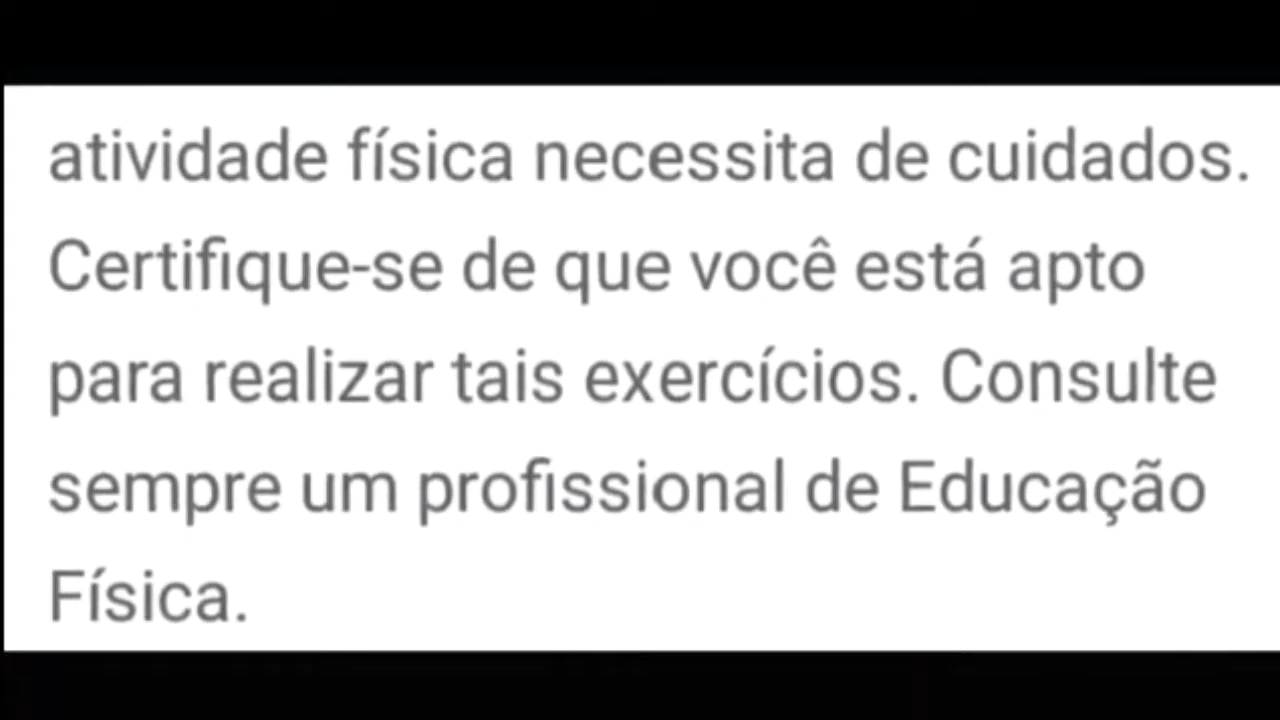 atividade física necessita de cuidados.
Certifique-se de que você está apto
para realizar tais exercícios. Consulte
sempre um profissional de Educação
Física.